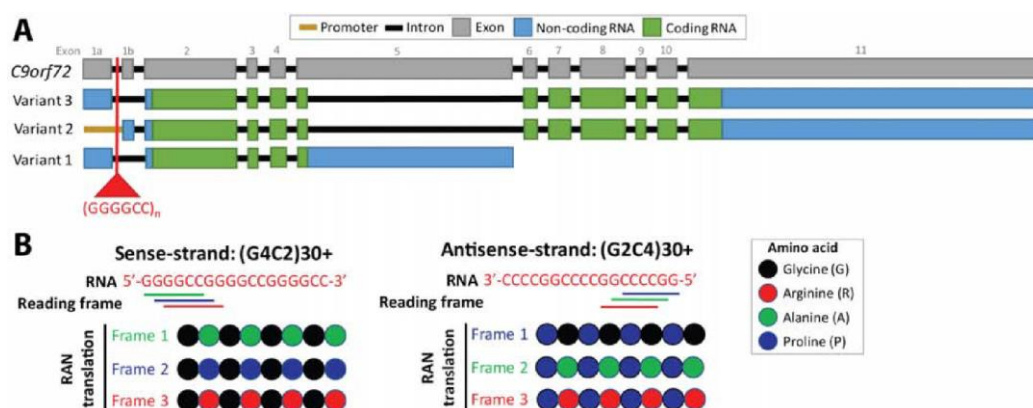 A
Promoter Intron Exon Non-coding RNA Coding RNA
Exon 1a 1b 2 3 4 5 6 7 8 9 10 11
C9orf72
Variant 3
Variant 2
Variant 1
(GGGGCC)n
B
Sense-strand: (G4C2)30+
RNA 5’-GGGGCCGGGGCCGGGGCC-3’
Reading frame
RAN translation
Frame 1
Frame 2
Frame 3
Antisense-strand: (G2C4)30+
RNA 3’-CCCCGGCCCCGGCCCCGG-5’
Reading frame
RAN translation
Frame 1
Frame 2
Frame 3
Amino acid
Glycine (G)
Arginine (R)
Alanine (A)
Proline (P)